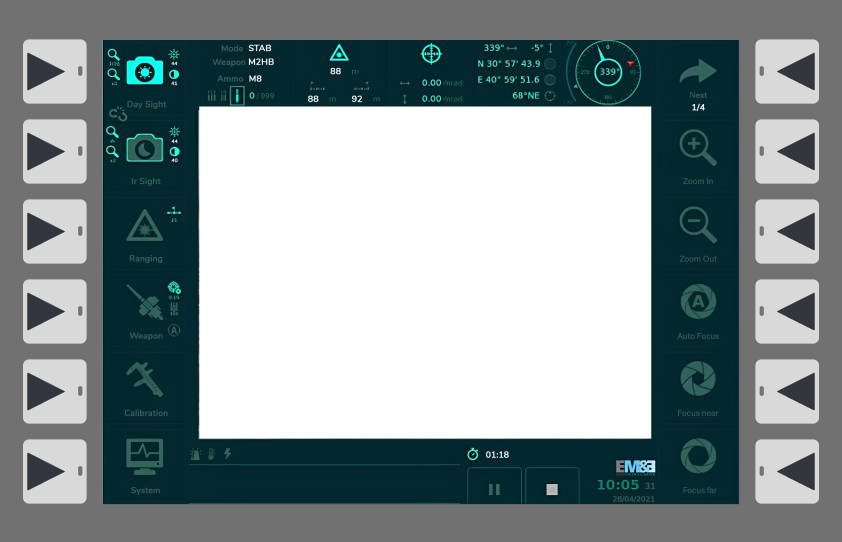 Mode STAB
Weapon M2HB
Ammo M8
0 / 999
88 m
88 m 92 m
0.00 mrad
0.00 mrad
339° -5°
N 30° 57' 43.9
E 40° 59' 51.6
68°NE
0
339°
44
41
Day Sight
44
40
Ir Sight
Ranging
Weapon
A
Calibration
System
Next
1/4
Zoom In
Zoom Out
A
Auto Focus
Focus near
Focus far
01:18
EM&E
10:05 31
28/04/2021